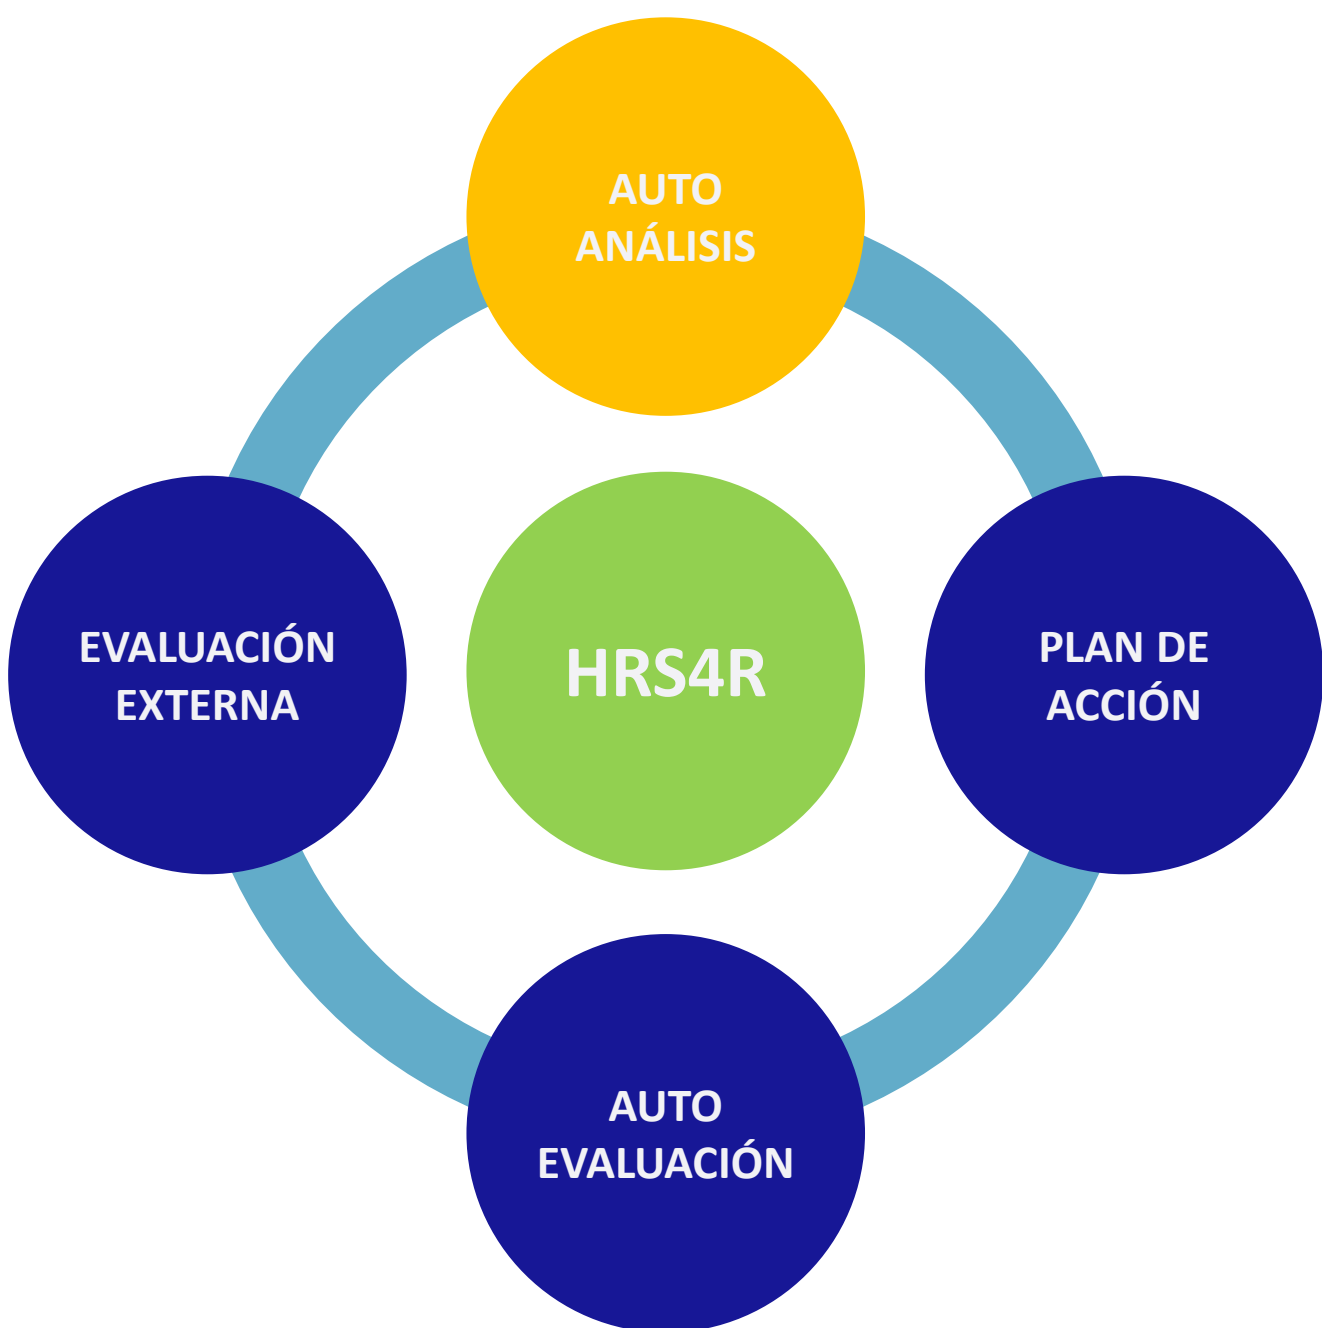 AUTO
ANÁLISIS
EVALUACIÓN
EXTERNA
HRS4R
PLAN DE
ACCIÓN
AUTO
EVALUACIÓN